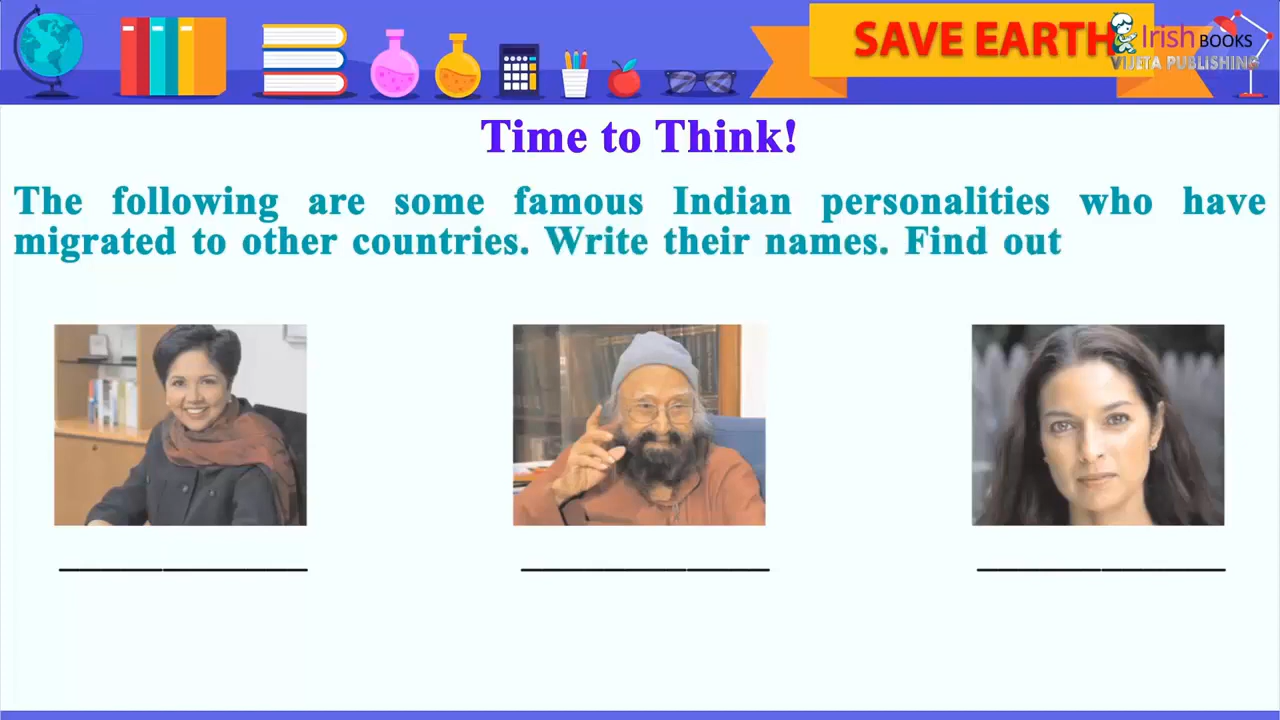 SAVE EARTH
Irish BOOKS
VIJETA PUBLISHING
Time to Think!
The following are some famous Indian personalities who have
migrated to other countries. Write their names. Find out